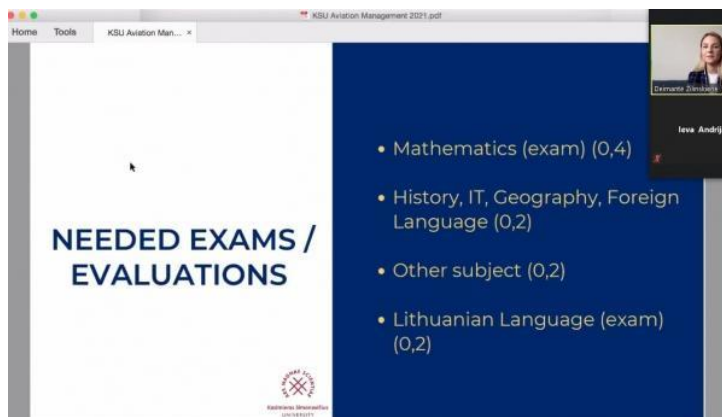 KSU Aviation Management 2021.pdf
Home Tools KSU Aviation Man... ×
Deimantė Žilinskienė
Ieva Andrij
NEEDED EXAMS /
EVALUATIONS
• Mathematics (exam) (0,4)
• History, IT, Geography, Foreign
Language (0,2)
• Other subject (0,2)
• Lithuanian Language (exam)
(0,2)
Kazimieras Simonavičius
UNIVERSITY